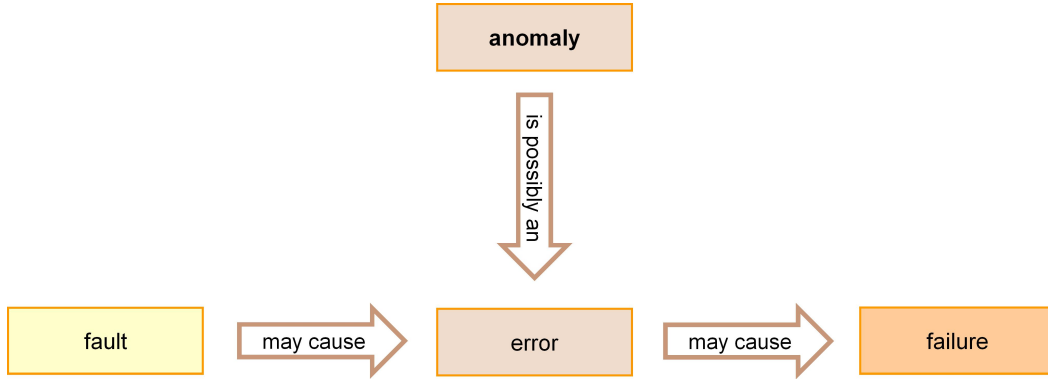 anomaly
is possibly an
fault
may cause
error
may cause
failure